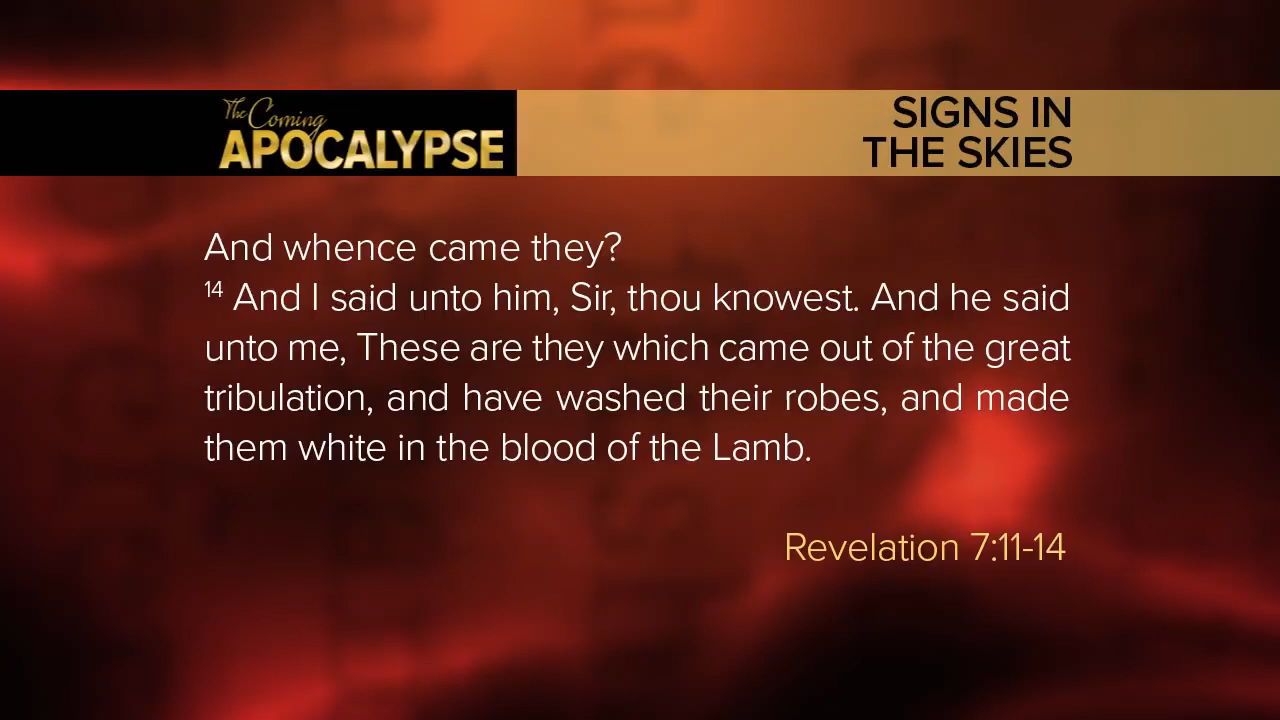 The Coming
APOCALYPSE
SIGNS IN
THE SKIES
And whence came they?
14 And I said unto him, Sir, thou knowest. And he said
unto me, These are they which came out of the great
tribulation, and have washed their robes, and made
them white in the blood of the Lamb.
Revelation 7:11-14